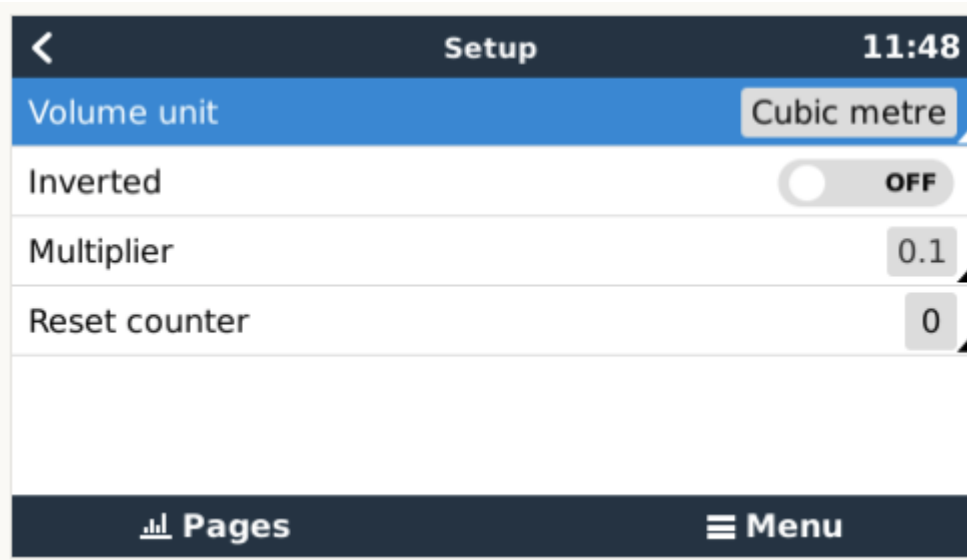 Setup 11:48
Volume unit Cubic metre
Inverted OFF
Multiplier 0.1
Reset counter 0
Pages Menu